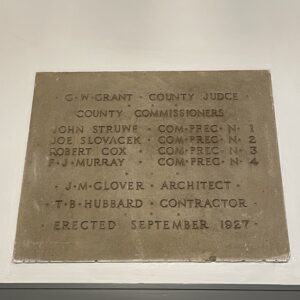 · G·W·GRANT · COUNTY JUDGE ·
COUNTY COMMISSIONERS
JOHN STRUWE · COM·PREC· N· 1
JOE SLOVACEK · COM·PREC· N· 2
ROBERT COX · COM·PREC· N· 3
F·J·MURRAY · COM·PREC· N· 4
· J·M·GLOVER · ARCHITECT ·
· T·B·HUBBARD · CONTRACTOR ·
· ERECTED SEPTEMBER 1927 ·